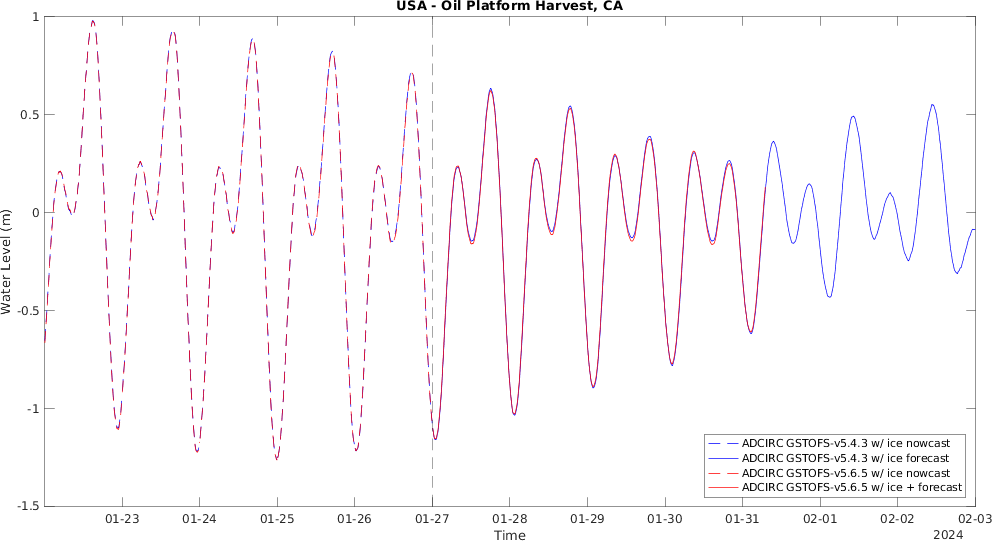 USA - Oil Platform Harvest, CA
1
0.5
0
-0.5
-1
-1.5
Water Level (m)
01-23 01-24 01-25 01-26 01-27 01-28 01-29 01-30 01-31 02-01 02-02 02-03
Time
2024
ADCIRC GSTOFS-v5.4.3 w/ ice nowcast
ADCIRC GSTOFS-v5.4.3 w/ ice forecast
ADCIRC GSTOFS-v5.6.5 w/ ice nowcast
ADCIRC GSTOFS-v5.6.5 w/ ice + forecast